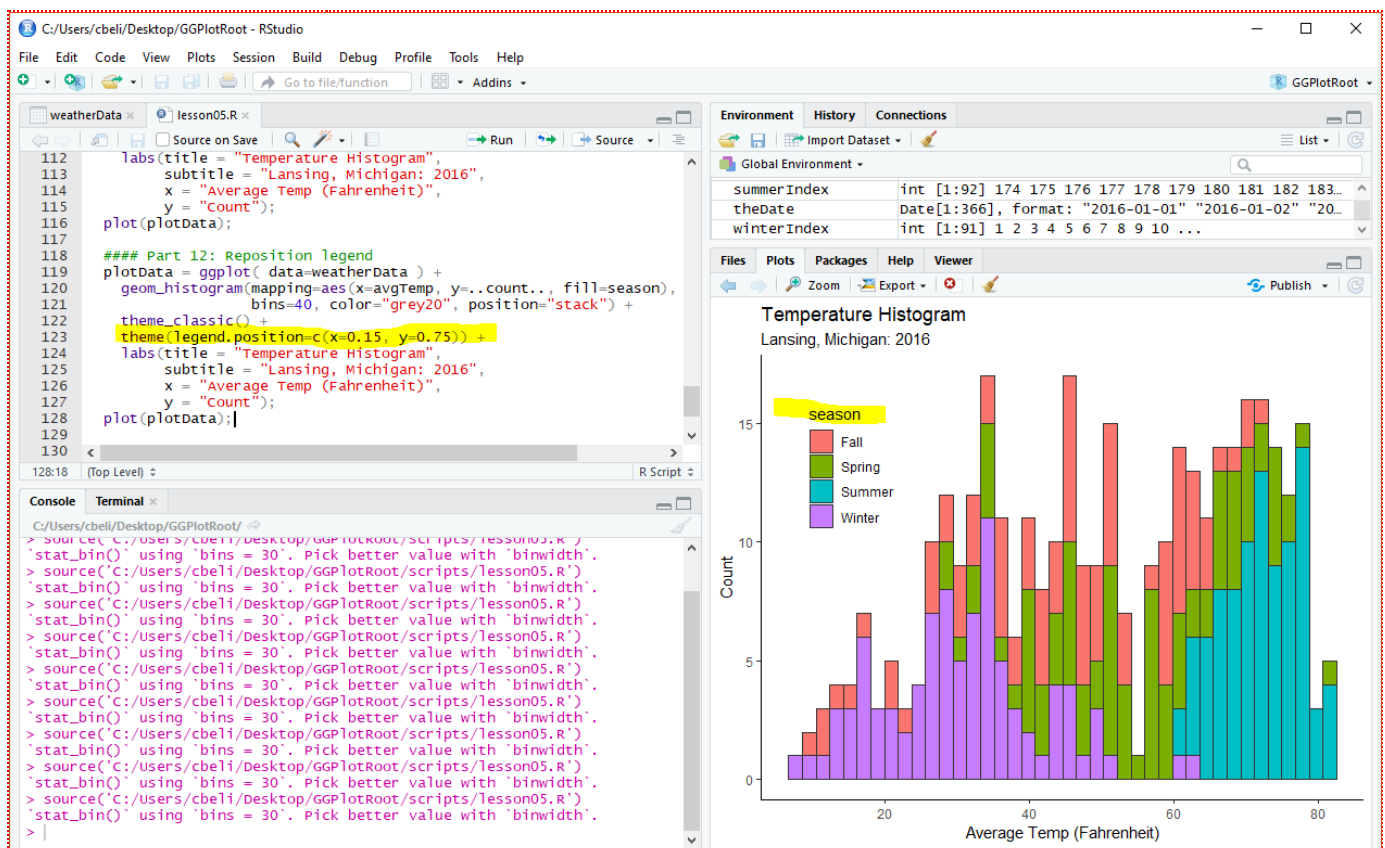 C:/Users/cbeli/Desktop/GGPlotRoot - RStudio
File Edit Code View Plots Session Build Debug Profile Tools Help
Go to file/function Addins GGPlotRoot
weatherData lesson05.R
Source on Save Run Source
112 labs(title = "Temperature Histogram",
113 subtitle = "Lansing, Michigan: 2016",
114 x = "Average Temp (Fahrenheit)",
115 y = "Count");
116 plot(plotData);
117
118 #### Part 12: Reposition legend
119 plotData = ggplot( data=weatherData ) +
120 geom_histogram(mapping=aes(x=avgTemp, y=..count.., fill=season),
121 bins=40, color="grey20", position="stack") +
122 theme_classic() +
123 theme(legend.position=c(x=0.15, y=0.75)) +
124 labs(title = "Temperature Histogram",
125 subtitle = "Lansing, Michigan: 2016",
126 x = "Average Temp (Fahrenheit)",
127 y = "Count");
128 plot(plotData);
129
130
128:18 (Top Level) R Script
Console Terminal
C:/Users/cbeli/Desktop/GGPlotRoot/
> source('C:/Users/cbeli/Desktop/GGPlotRoot/scripts/lesson05.R')
`stat_bin()` using `bins = 30`. Pick better value with `binwidth`.
> source('C:/Users/cbeli/Desktop/GGPlotRoot/scripts/lesson05.R')
`stat_bin()` using `bins = 30`. Pick better value with `binwidth`.
> source('C:/Users/cbeli/Desktop/GGPlotRoot/scripts/lesson05.R')
`stat_bin()` using `bins = 30`. Pick better value with `binwidth`.
> source('C:/Users/cbeli/Desktop/GGPlotRoot/scripts/lesson05.R')
`stat_bin()` using `bins = 30`. Pick better value with `binwidth`.
> source('C:/Users/cbeli/Desktop/GGPlotRoot/scripts/lesson05.R')
`stat_bin()` using `bins = 30`. Pick better value with `binwidth`.
> source('C:/Users/cbeli/Desktop/GGPlotRoot/scripts/lesson05.R')
`stat_bin()` using `bins = 30`. Pick better value with `binwidth`.
> source('C:/Users/cbeli/Desktop/GGPlotRoot/scripts/lesson05.R')
`stat_bin()` using `bins = 30`. Pick better value with `binwidth`.
> source('C:/Users/cbeli/Desktop/GGPlotRoot/scripts/lesson05.R')
`stat_bin()` using `bins = 30`. Pick better value with `binwidth`.
> source('C:/Users/cbeli/Desktop/GGPlotRoot/scripts/lesson05.R')
`stat_bin()` using `bins = 30`. Pick better value with `binwidth`.
>
Environment History Connections
Import Dataset List
Global Environment
summerIndex int [1:92] 174 175 176 177 178 179 180 181 182 183…
theDate Date[1:366], format: "2016-01-01" "2016-01-02" "20…
winterIndex int [1:91] 1 2 3 4 5 6 7 8 9 10 ...
Files Plots Packages Help Viewer
Zoom Export Publish
Temperature Histogram
Lansing, Michigan: 2016
season
Fall
Spring
Summer
Winter
15
10
5
0
Count
20 40 60 80
Average Temp (Fahrenheit)